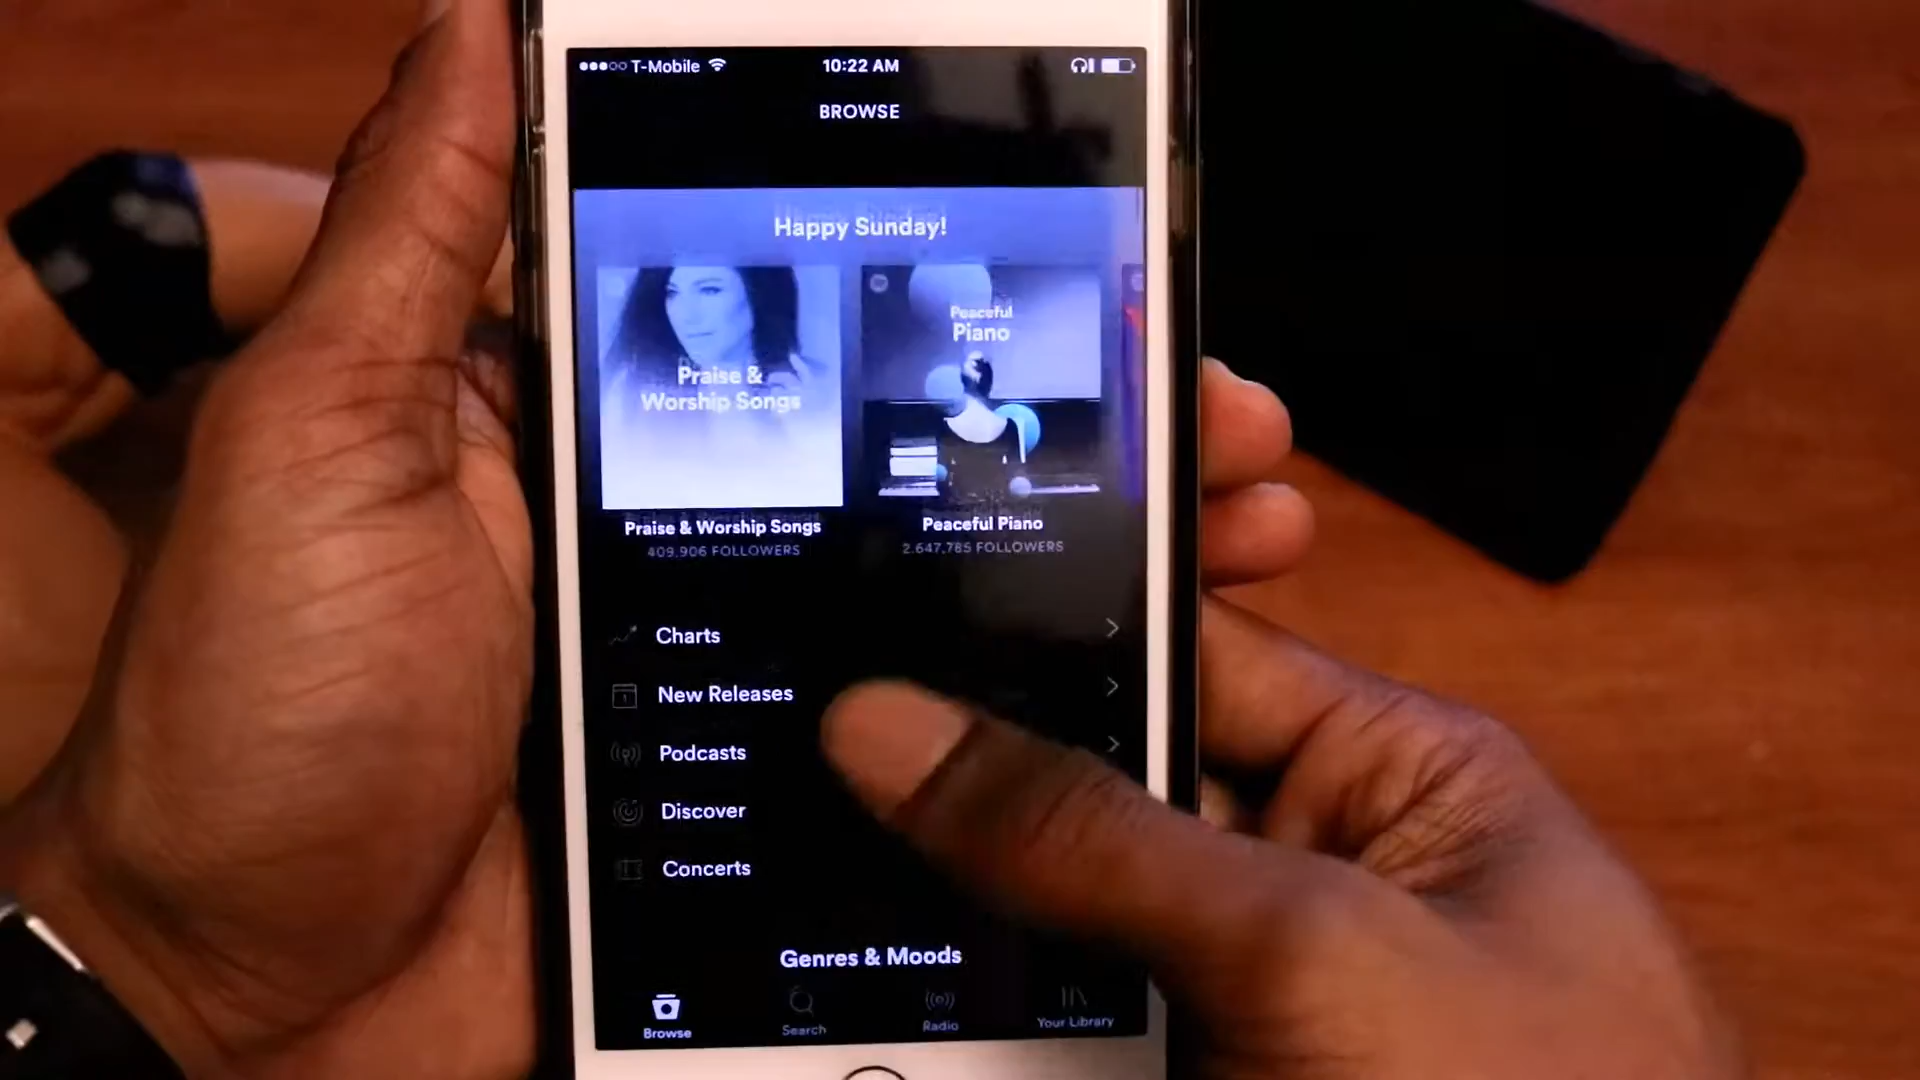 T-Mobile 10:22 AM
BROWSE
Happy Sunday!
Praise &
Worship Songs
Peaceful
Piano
Praise & Worship Songs
409,906 FOLLOWERS
Peaceful Piano
2,647,785 FOLLOWERS
Charts
New Releases
Podcasts
Discover
Concerts
Genres & Moods
Browse
Search
Radio
Your Library